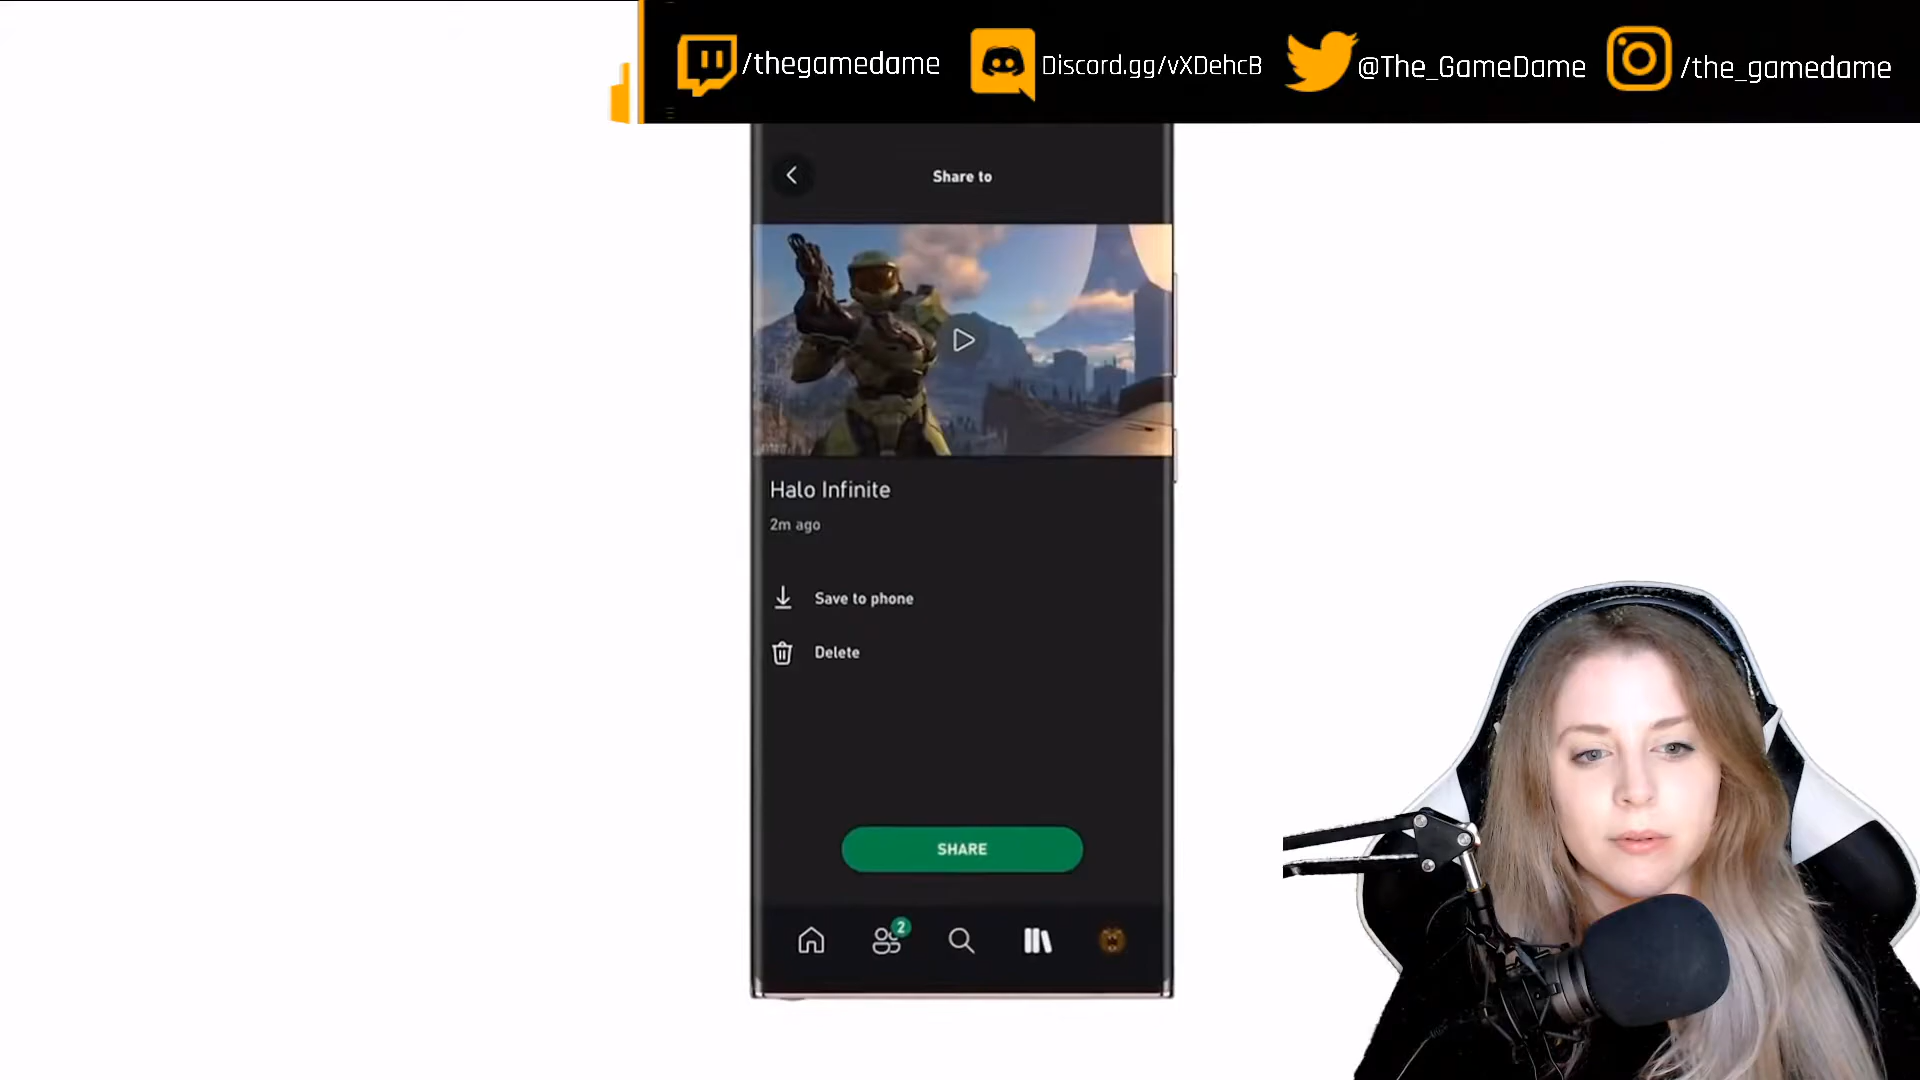 /thegamedame Discord.gg/vXDehcB @The_GameDame /the_gamedame
Share to
Halo Infinite
2m ago
Save to phone
Delete
SHARE
2